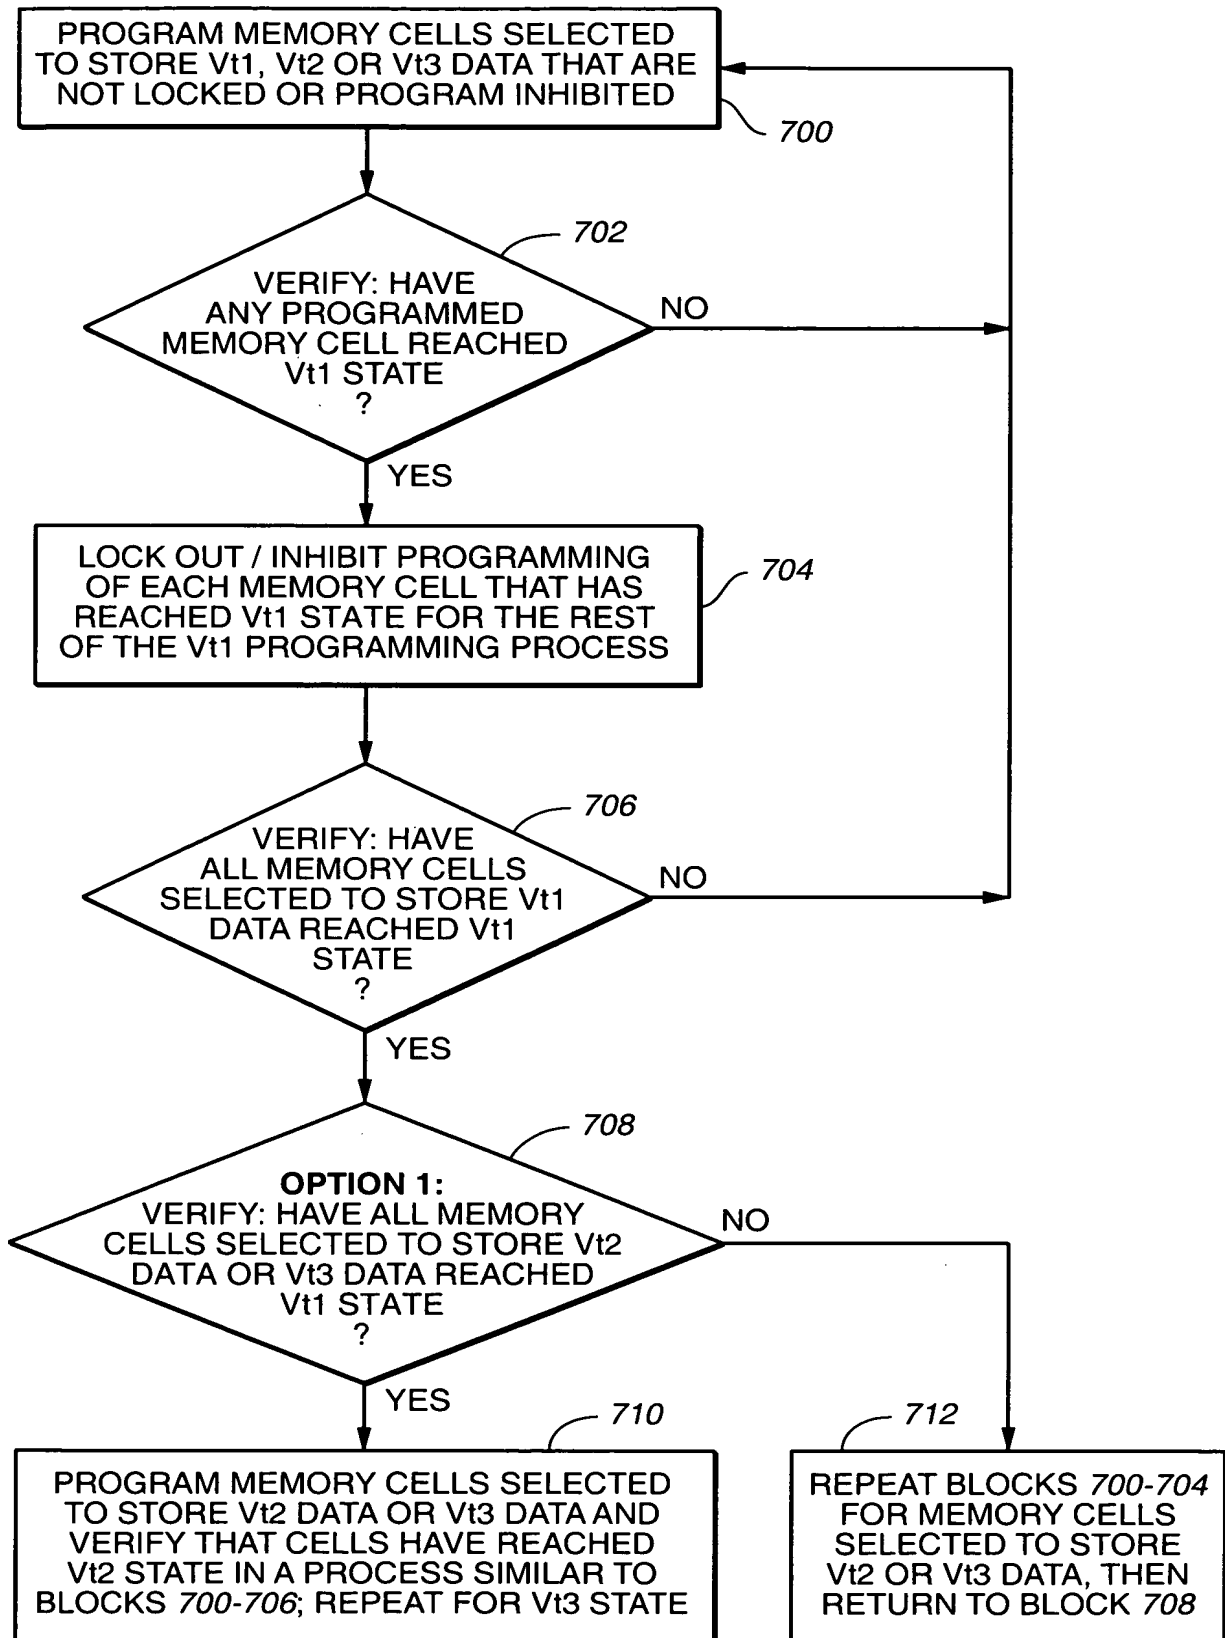 PROGRAM MEMORY CELLS SELECTED
TO STORE Vt1, Vt2 OR Vt3 DATA THAT ARE
NOT LOCKED OR PROGRAM INHIBITED
700
702
VERIFY: HAVE
ANY PROGRAMMED
MEMORY CELL REACHED
Vt1 STATE
?
NO
YES
LOCK OUT / INHIBIT PROGRAMMING
OF EACH MEMORY CELL THAT HAS
REACHED Vt1 STATE FOR THE REST
OF THE Vt1 PROGRAMMING PROCESS
704
706
VERIFY: HAVE
ALL MEMORY CELLS
SELECTED TO STORE Vt1
DATA REACHED Vt1
STATE
?
NO
YES
708
OPTION 1:
VERIFY: HAVE ALL MEMORY
CELLS SELECTED TO STORE Vt2
DATA OR Vt3 DATA REACHED
Vt1 STATE
?
NO
YES
710
PROGRAM MEMORY CELLS SELECTED
TO STORE Vt2 DATA OR Vt3 DATA AND
VERIFY THAT CELLS HAVE REACHED
Vt2 STATE IN A PROCESS SIMILAR TO
BLOCKS 700-706; REPEAT FOR Vt3 STATE
712
REPEAT BLOCKS 700-704
FOR MEMORY CELLS
SELECTED TO STORE
Vt2 OR Vt3 DATA, THEN
RETURN TO BLOCK 708